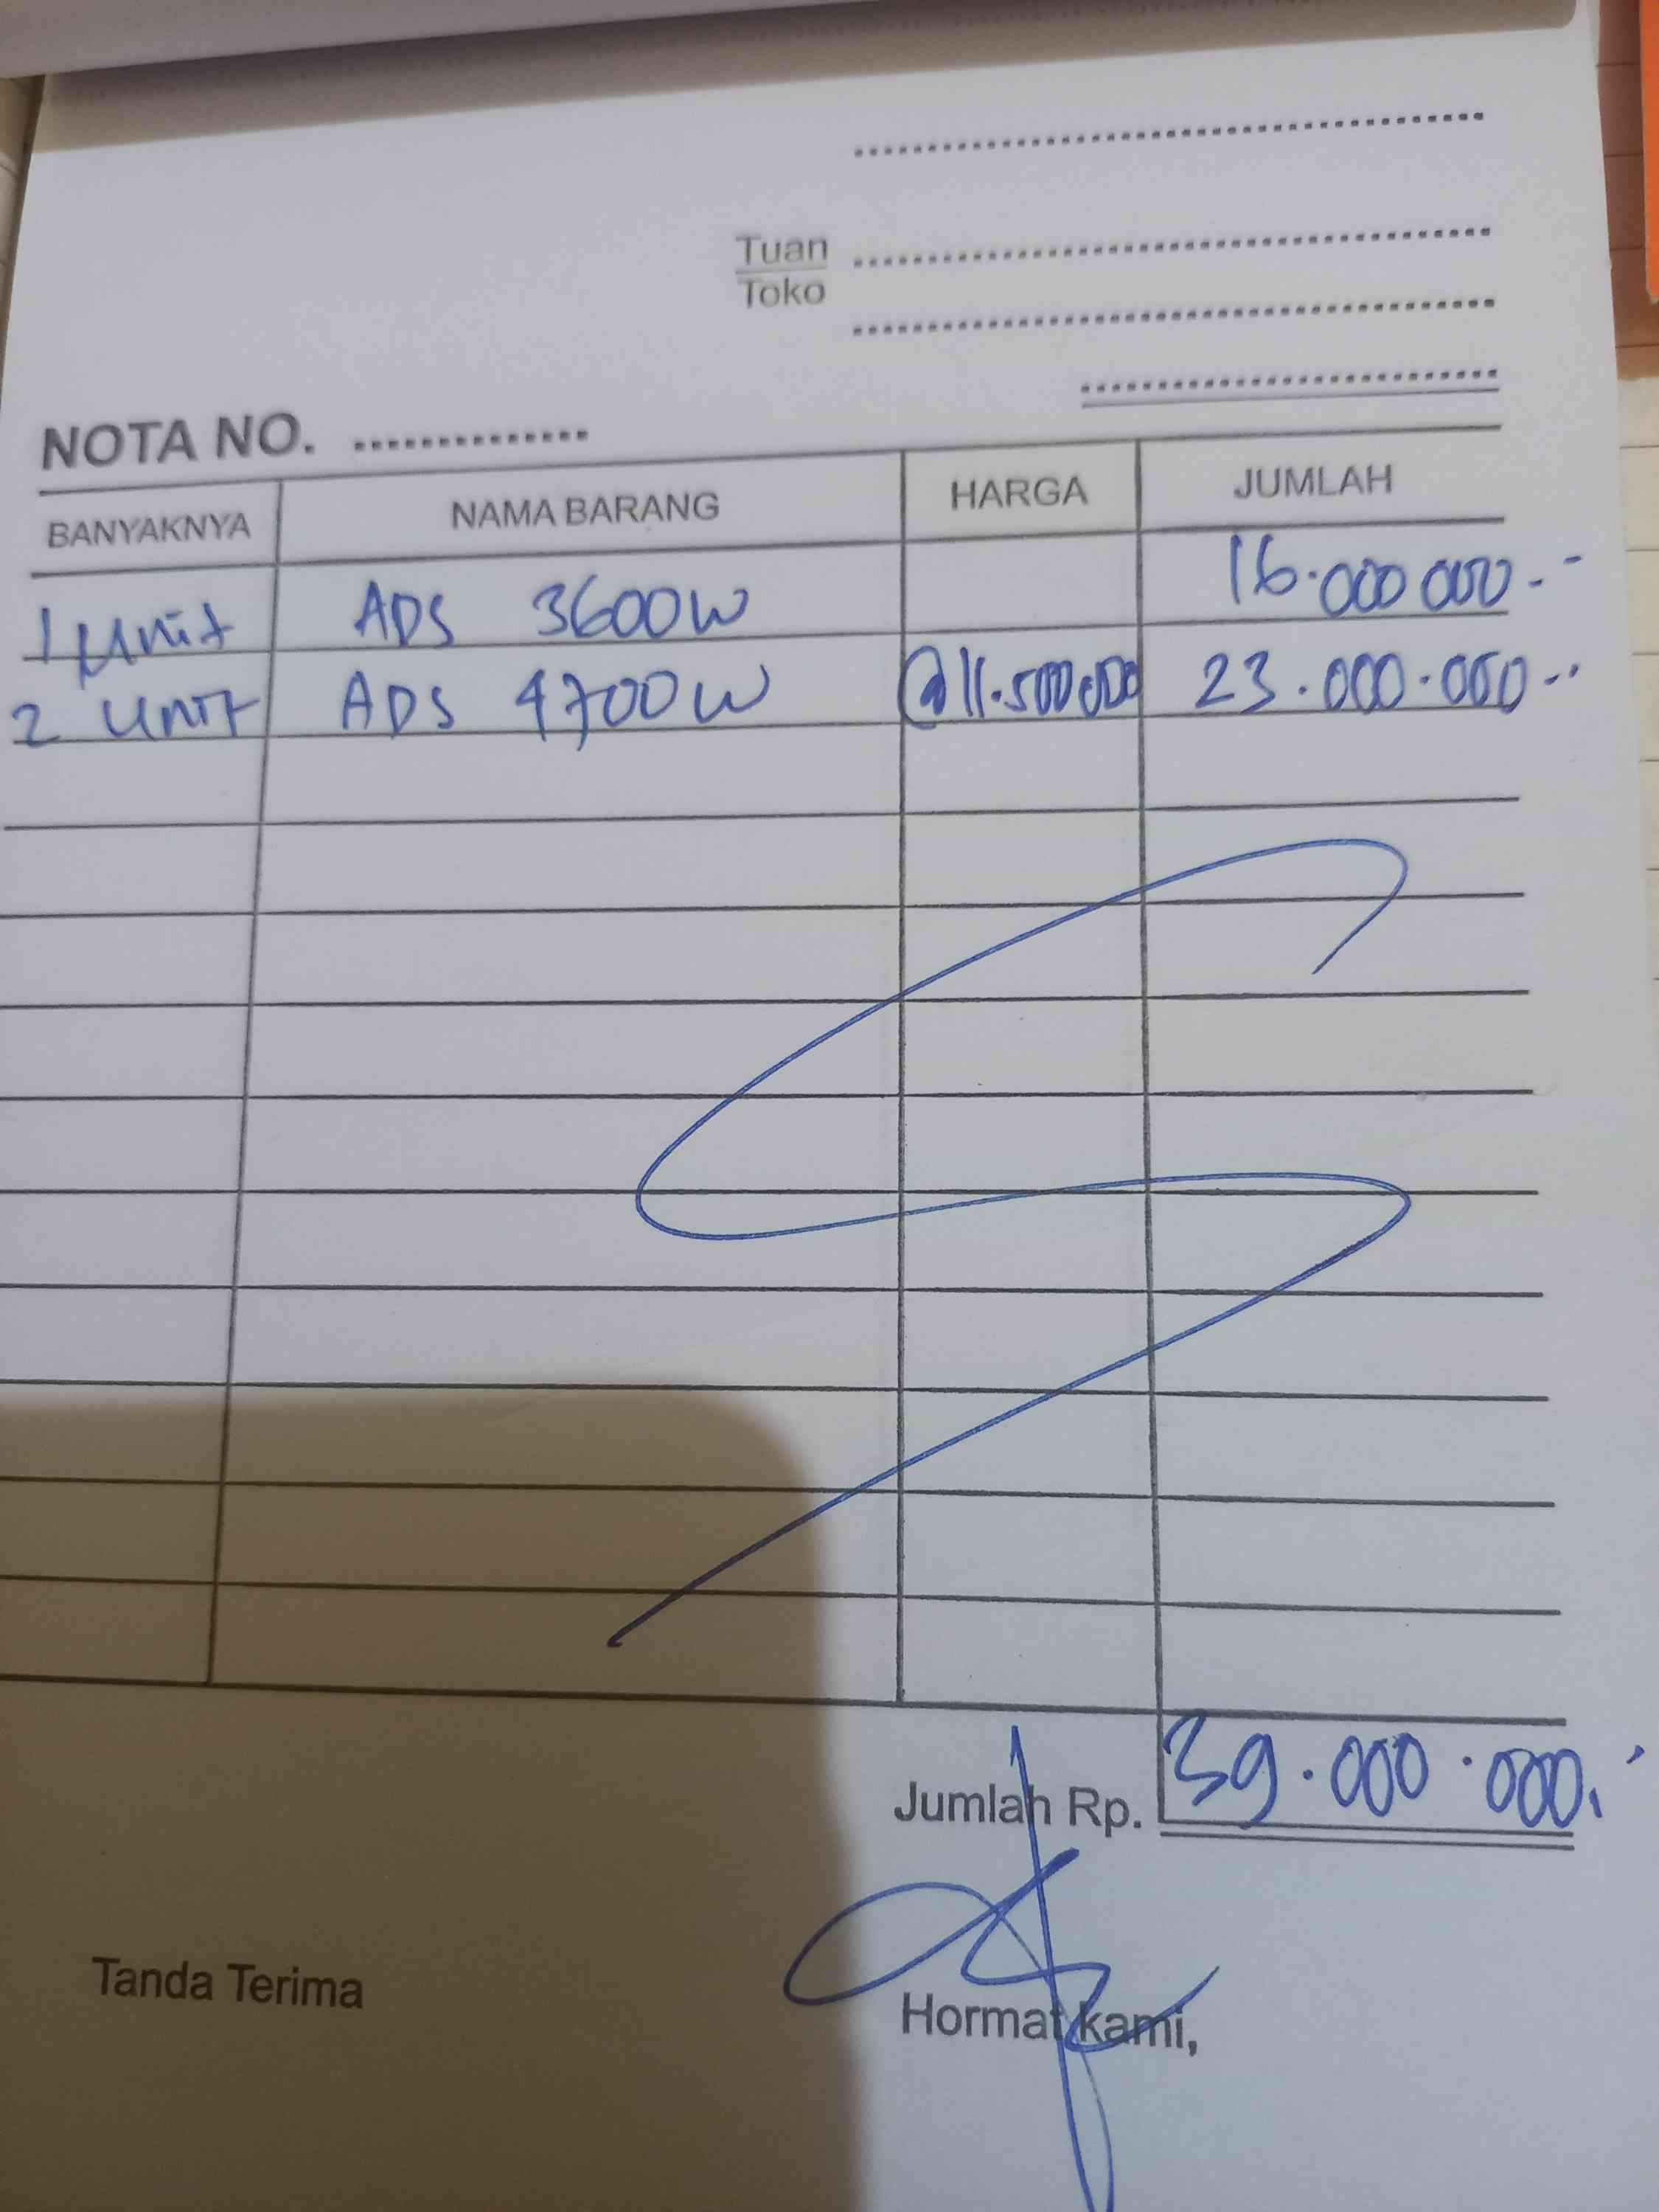 Tuan
Toko
NOTA NO. ..............
BANYAKNYA NAMA BARANG HARGA JUMLAH
1 Unit ADS 3600W 16.000 000.-
2 Unit ADS 4700W @11.500.000 23.000.000.-
Jumlah Rp. 39.000.000.-
Tanda Terima Hormat kami,